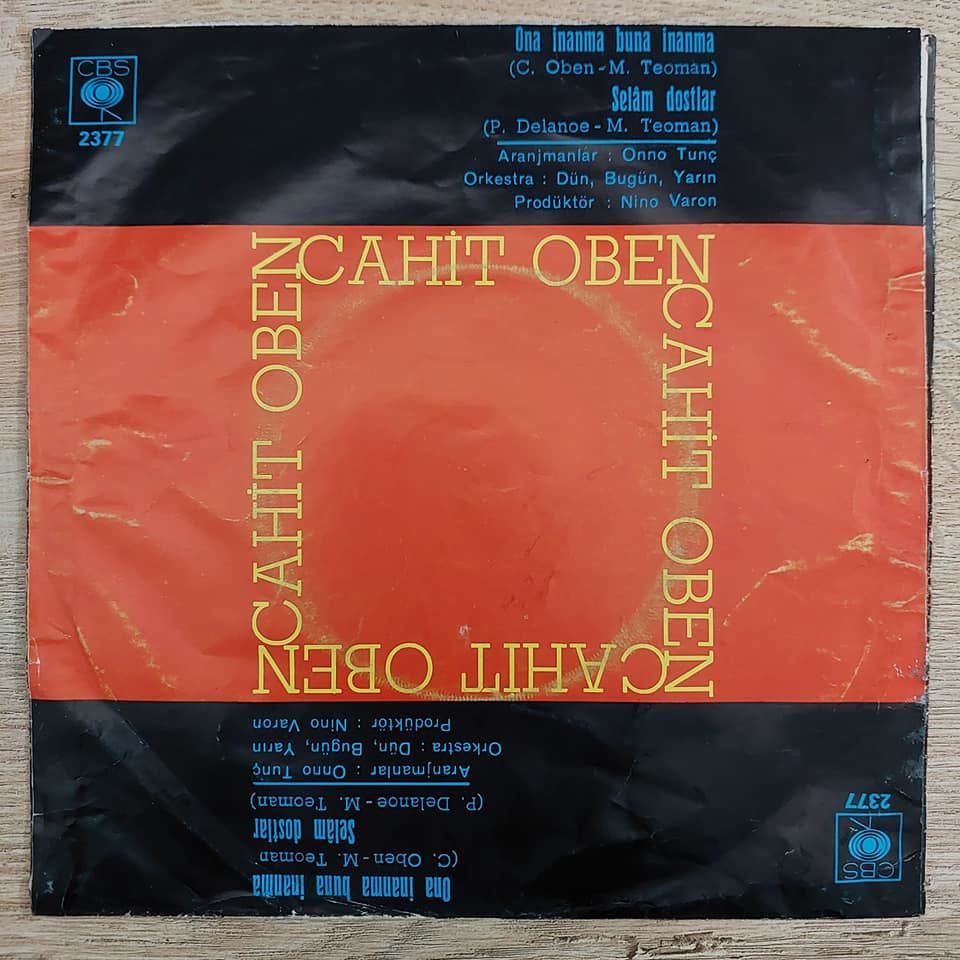 CBS
2377
Ona inanma buna inanma
(C. Oben - M. Teoman)
Selâm dostlar
(P. Delanoe - M. Teoman)
Aranjmanlar : Onno Tunç
Orkestra : Dün, Bugün, Yarın
Prodüktör : Nino Varon
CAHİT OBEN
CAHİT OBEN
CAHİT OBEN
CAHİT OBEN
Ona inanma buna inanma
(C. Oben - M. Teoman
Selâm dostlar
(P. Delanoe - M. Teoman)
Aranjmanlar : Onno Tunç
Orkestra : Dün, Bugün, Yarın
Prodüktör : Nino Varon
CBS
2377